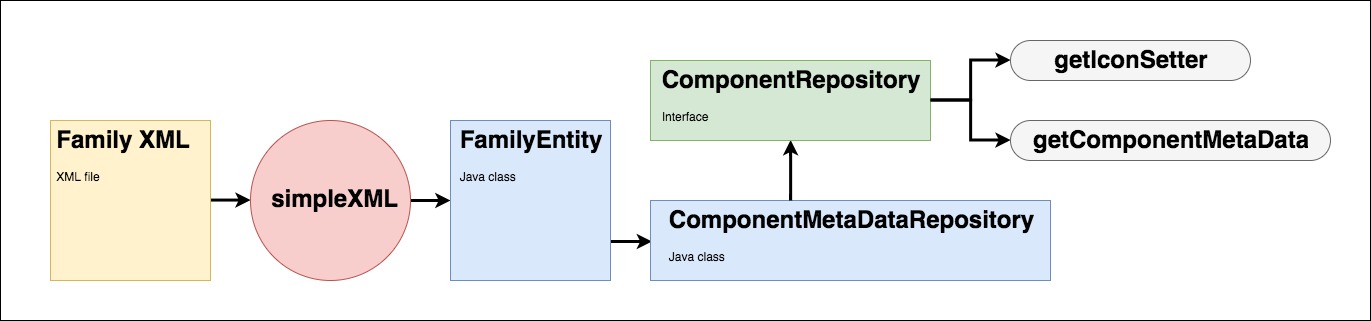 Family XML
XML file
simpleXML
FamilyEntity
Java class
ComponentRepository
Interface
ComponentMetaDataRepository
Java class
getIconSetter
getComponentMetaData